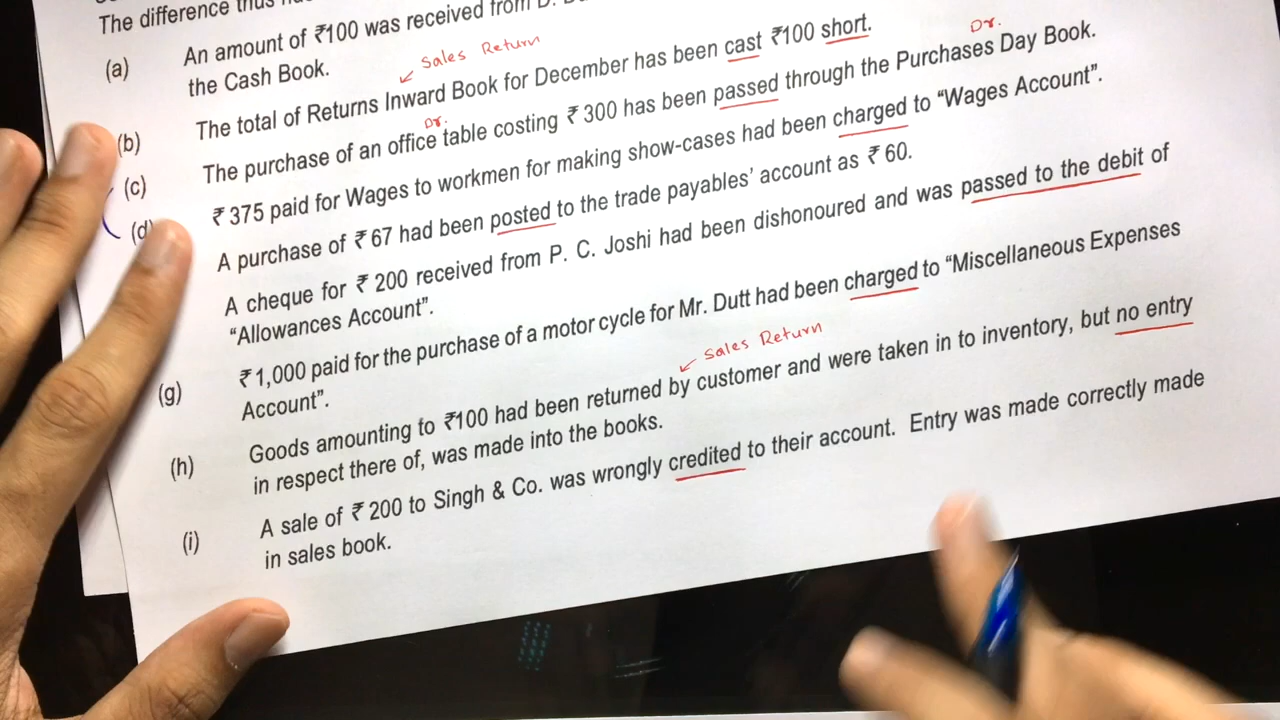 The difference thus
(a) An amount of ₹100 was received from D.
the Cash Book.
Sales Return
(b) The total of Returns Inward Book for December has been cast ₹100 short.
Dr.
Dr.
(c) The purchase of an office table costing ₹ 300 has been passed through the Purchases Day Book.
(d) ₹ 375 paid for Wages to workmen for making show-cases had been charged to “Wages Account”.
A purchase of ₹ 67 had been posted to the trade payables’ account as ₹ 60.
A cheque for ₹ 200 received from P. C. Joshi had been dishonoured and was passed to the debit of
“Allowances Account”.
(g) ₹ 1,000 paid for the purchase of a motor cycle for Mr. Dutt had been charged to “Miscellaneous Expenses
Account”.
Sales Return
(h) Goods amounting to ₹100 had been returned by customer and were taken in to inventory, but no entry
in respect there of, was made into the books.
(i) A sale of ₹ 200 to Singh & Co. was wrongly credited to their account. Entry was made correctly made
in sales book.